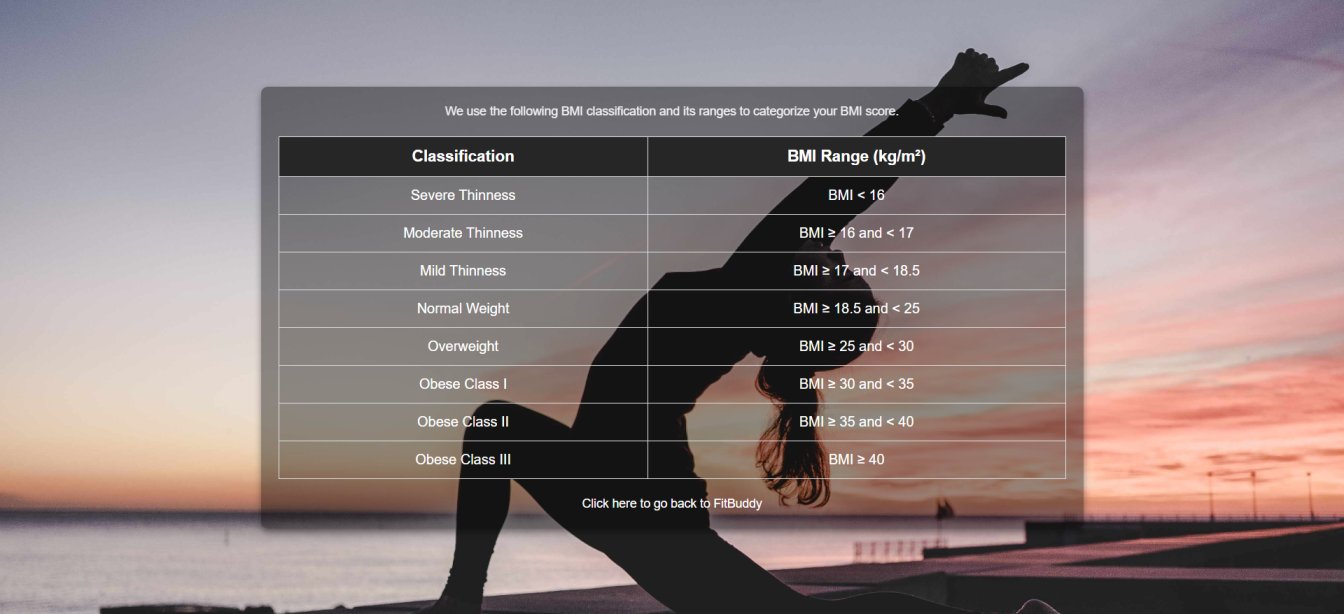 We use the following BMI classification and its ranges to categorize your BMI score.
Classification BMI Range (kg/m²)
Severe Thinness BMI < 16
Moderate Thinness BMI ≥ 16 and < 17
Mild Thinness BMI ≥ 17 and < 18.5
Normal Weight BMI ≥ 18.5 and < 25
Overweight BMI ≥ 25 and < 30
Obese Class I BMI ≥ 30 and < 35
Obese Class II BMI ≥ 35 and < 40
Obese Class III BMI ≥ 40
Click here to go back to FitBuddy